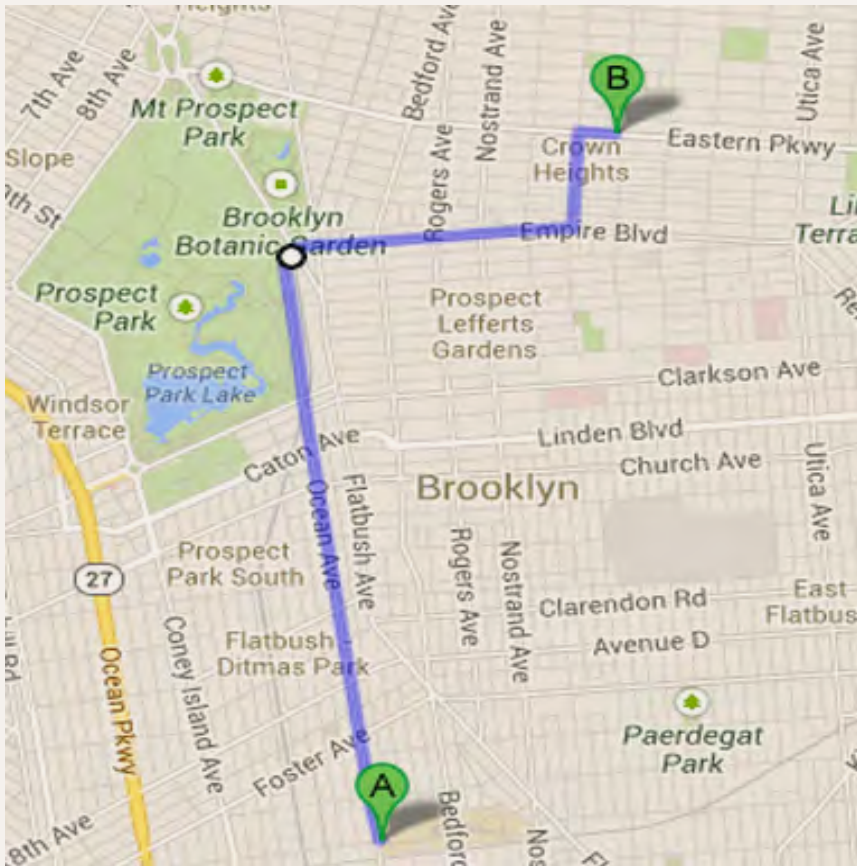 Heights
7th Ave
8th Ave
Mt Prospect
Park
Slope
9th St
Bedford Ave
Rogers Ave
Nostrand Ave
Utica Ave
B
Crown
Heights
Eastern Pkwy
Brooklyn
Botanic Garden
Empire Blvd
Terra
Prospect
Park
Prospect
Lefferts
Gardens
Prospect
Park Lake
Windsor
Terrace
Clarkson Ave
Linden Blvd
Caton Ave
Church Ave
Utica Ave
Brooklyn
Ocean Ave
Flatbush Ave
Prospect
Park South
Rogers Ave
Nostrand Ave
27
Clarendon Rd
East
Flatbus
Flatbush
Ditmas Park
Avenue D
Coney Island Ave
Ocean Pkwy
Paerdegat
Park
Foster Ave
A
18th Ave
Bedford
Nos